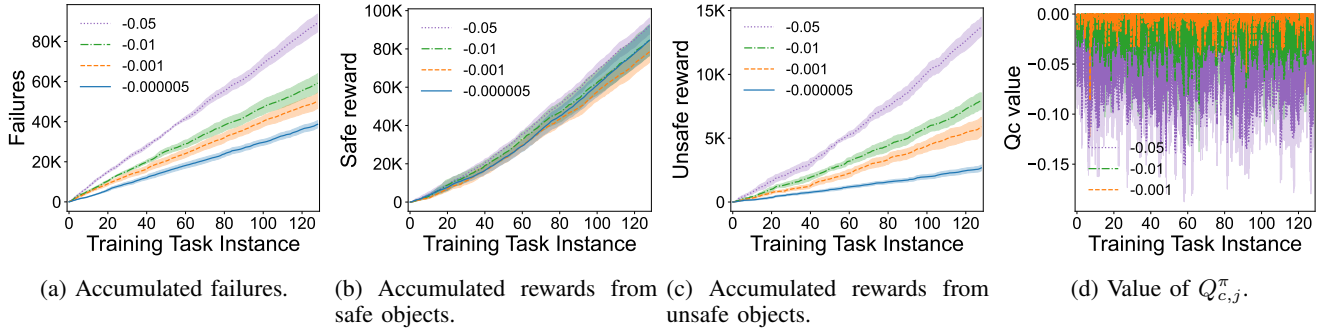 Failures
80K
60K
40K
20K
0
-0.05
-0.01
-0.001
-0.000005
0 20 40 60 80 100 120
Training Task Instance
(a) Accumulated failures.
Safe reward
100K
80K
60K
40K
20K
0
-0.05
-0.01
-0.001
-0.000005
0 20 40 60 80 100 120
Training Task Instance
(b) Accumulated rewards from
safe objects.
Unsafe reward
15K
10K
5K
0
-0.05
-0.01
-0.001
-0.000005
0 20 40 60 80 100 120
Training Task Instance
(c) Accumulated rewards from
unsafe objects.
Qc value
0.00
−0.05
−0.10
−0.15
-0.05
-0.01
-0.001
0 20 40 60 80 100 120
Training Task Instance
(d) Value of $Q^{\pi}_{c,j}$.